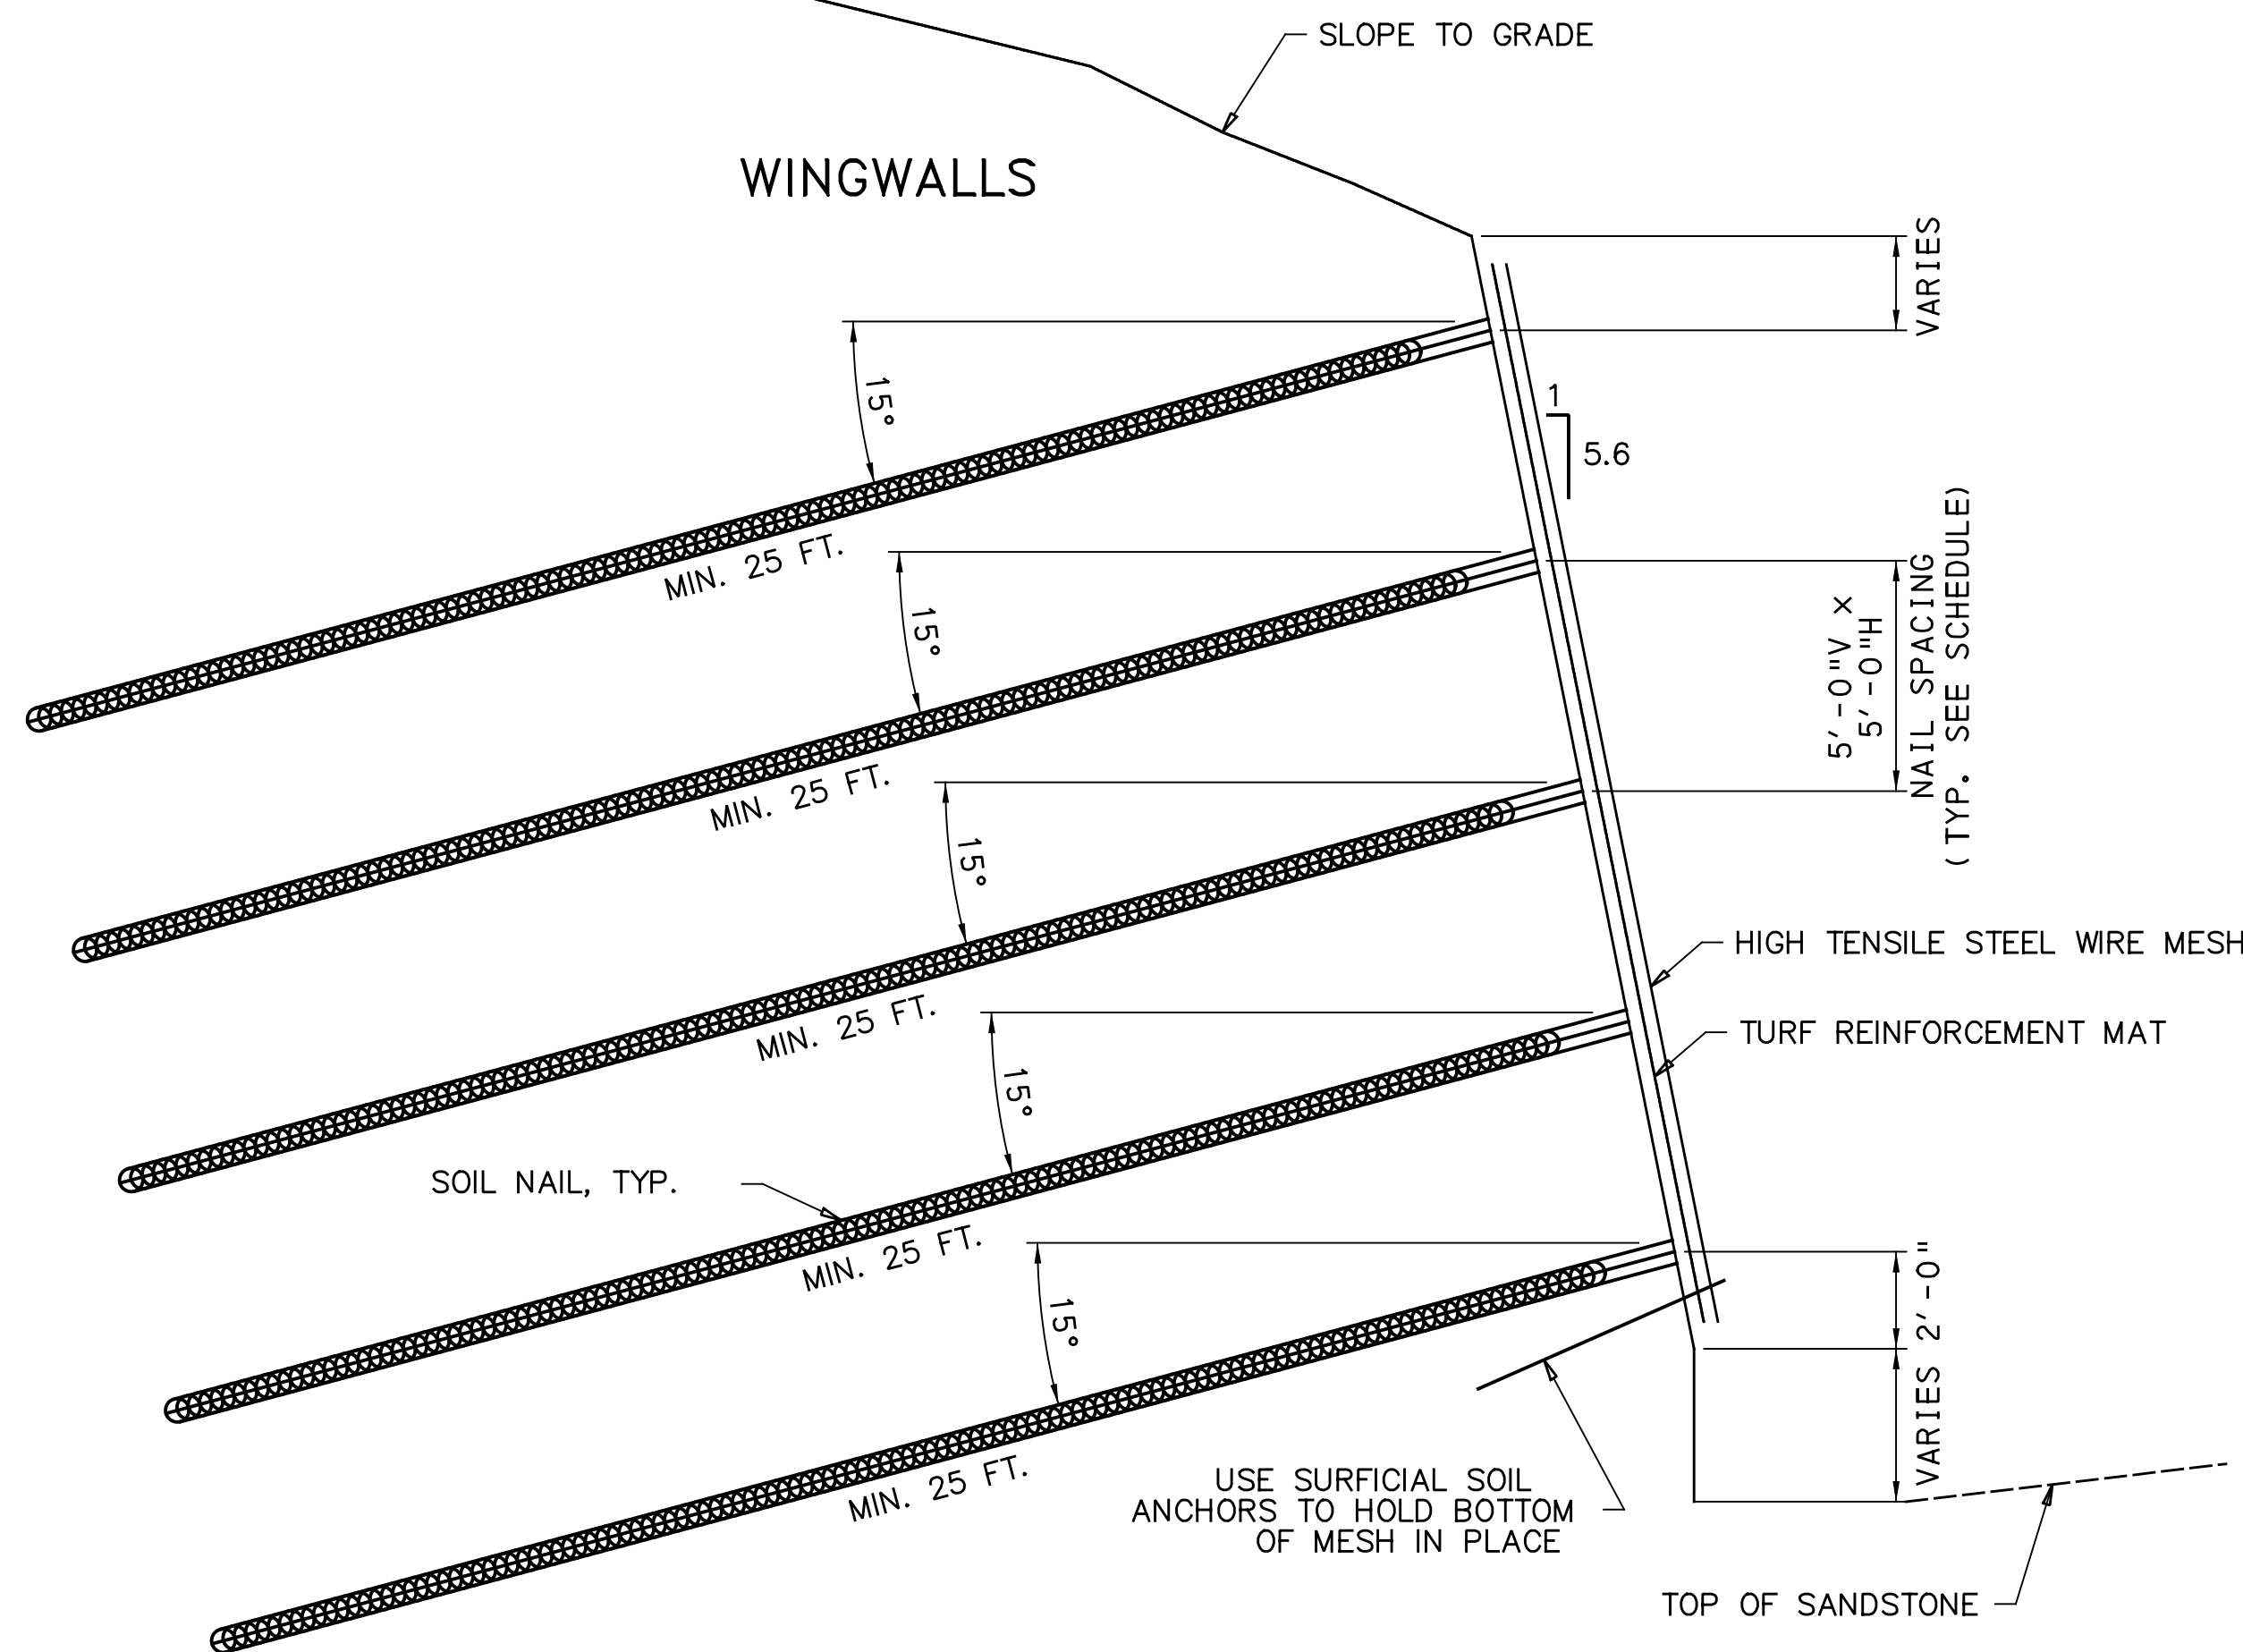 SLOPE TO GRADE
WINGWALLS
VARIES
15°
1
5.6
MIN. 25 FT.
15°
5'-0"V ×
5'-0"H
NAIL SPACING
(TYP. SEE SCHEDULE)
MIN. 25 FT.
15°
HIGH TENSILE STEEL WIRE MESH
MIN. 25 FT.
TURF REINFORCEMENT MAT
15°
SOIL NAIL, TYP.
MIN. 25 FT.
2'-0"
15°
VARIES
MIN. 25 FT.
USE SURFICIAL SOIL
ANCHORS TO HOLD BOTTOM
OF MESH IN PLACE
TOP OF SANDSTONE